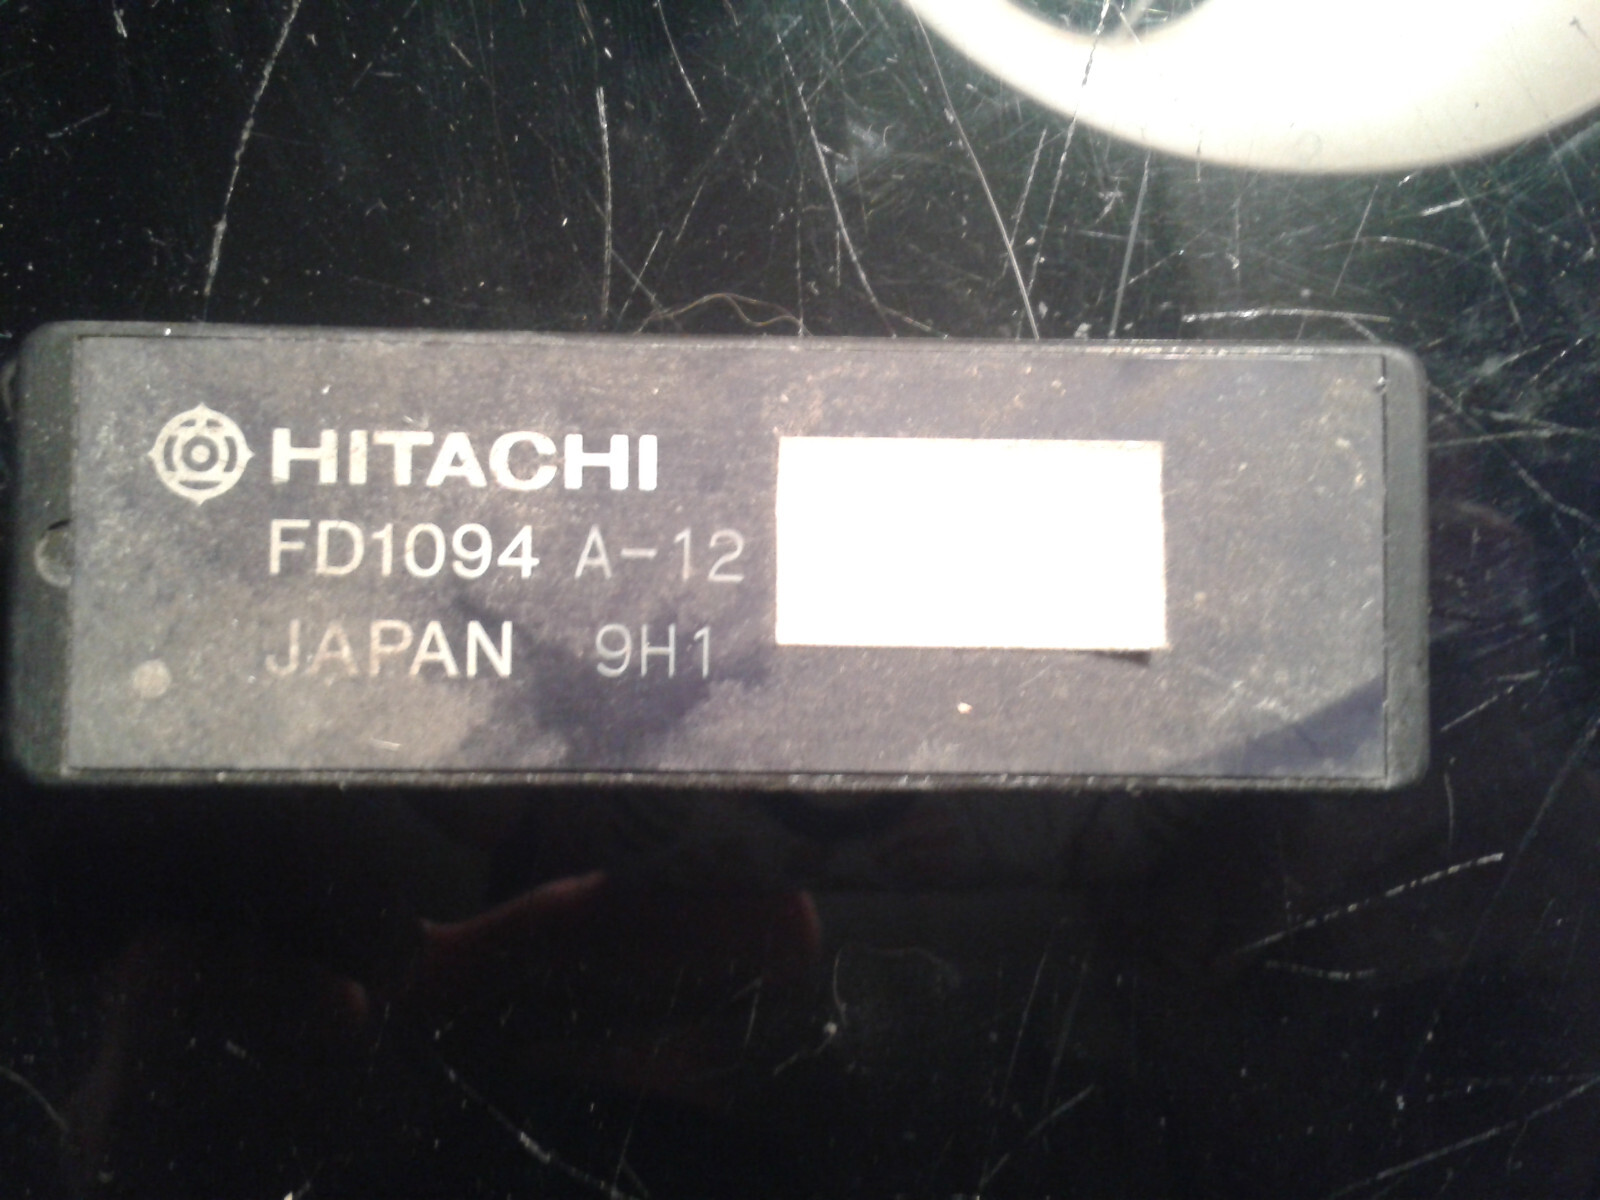 HITACHI
FD1094 A-12
JAPAN 9H1